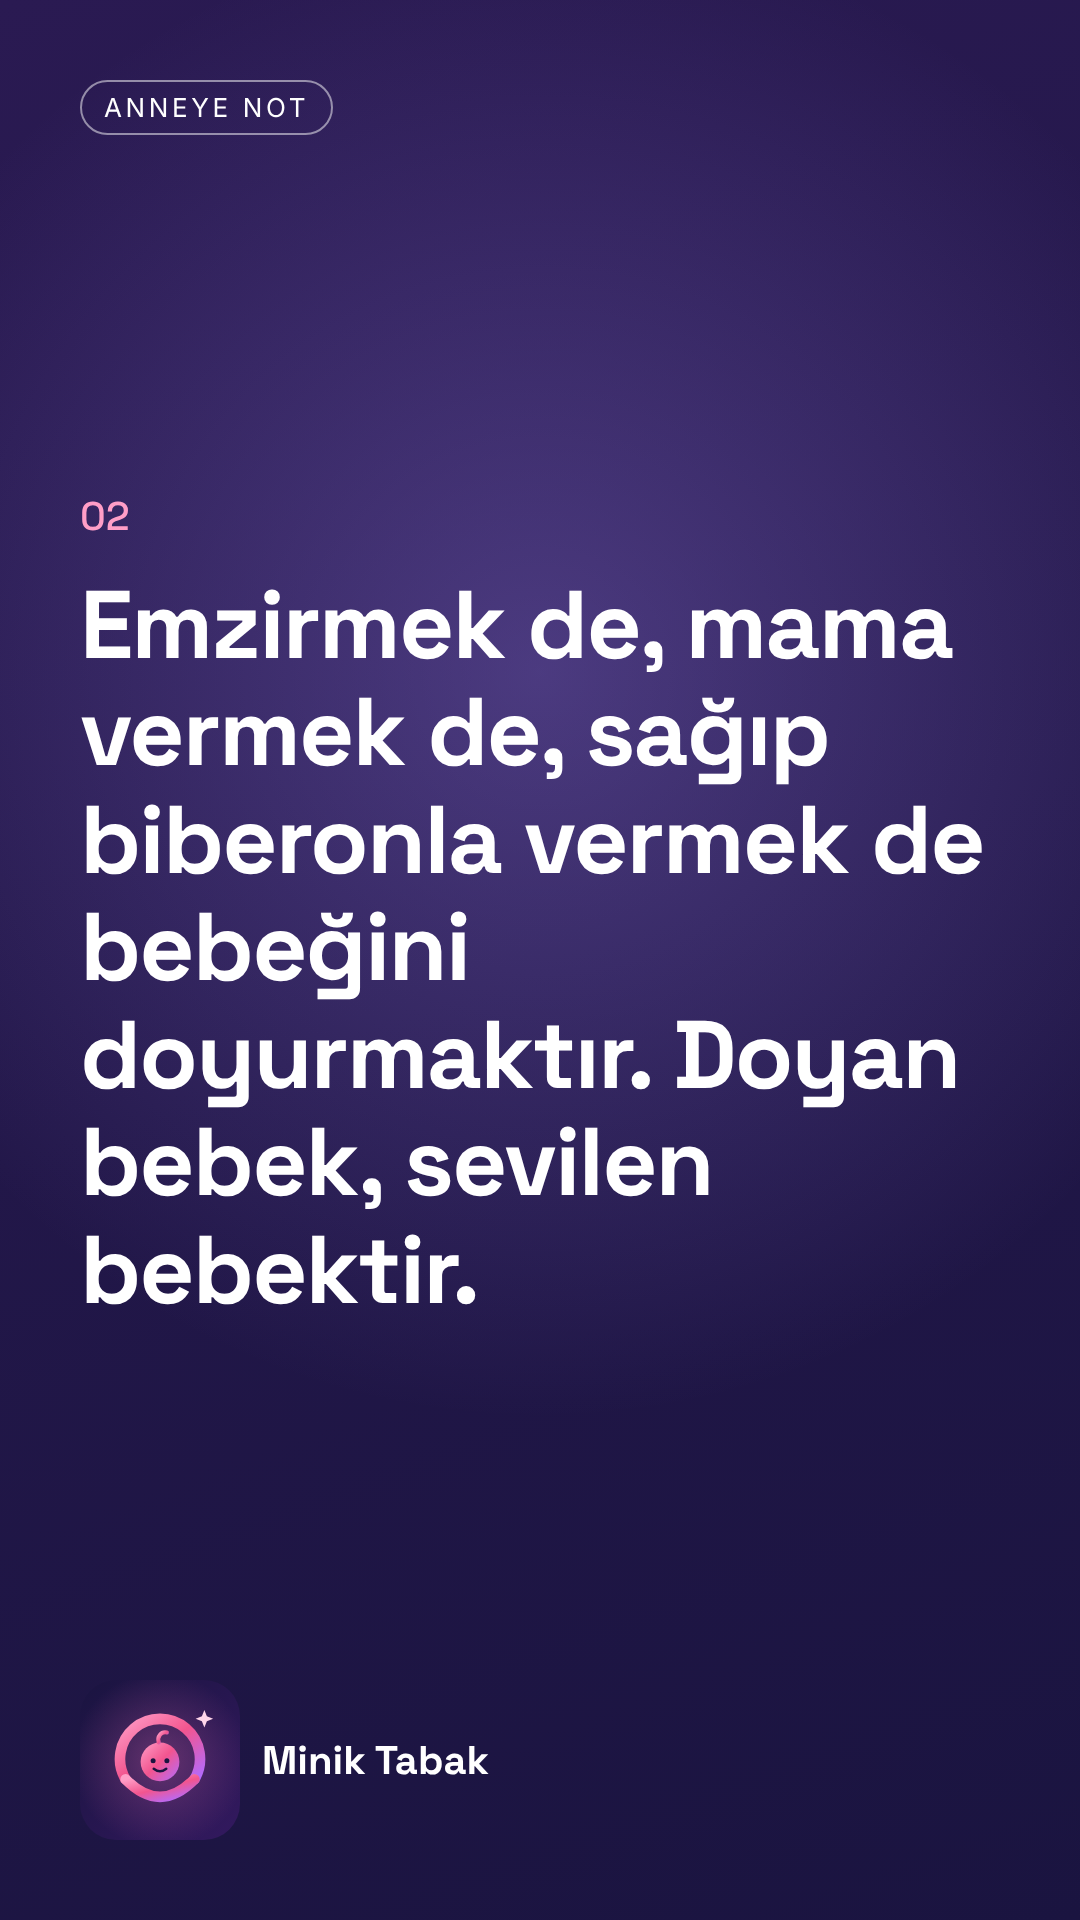 ANNEYE NOT
02
Emzirmek de, mama
vermek de, sağıp
biberonla vermek de
bebeğini
doyurmaktır. Doyan
bebek, sevilen
bebektir.
Minik Tabak